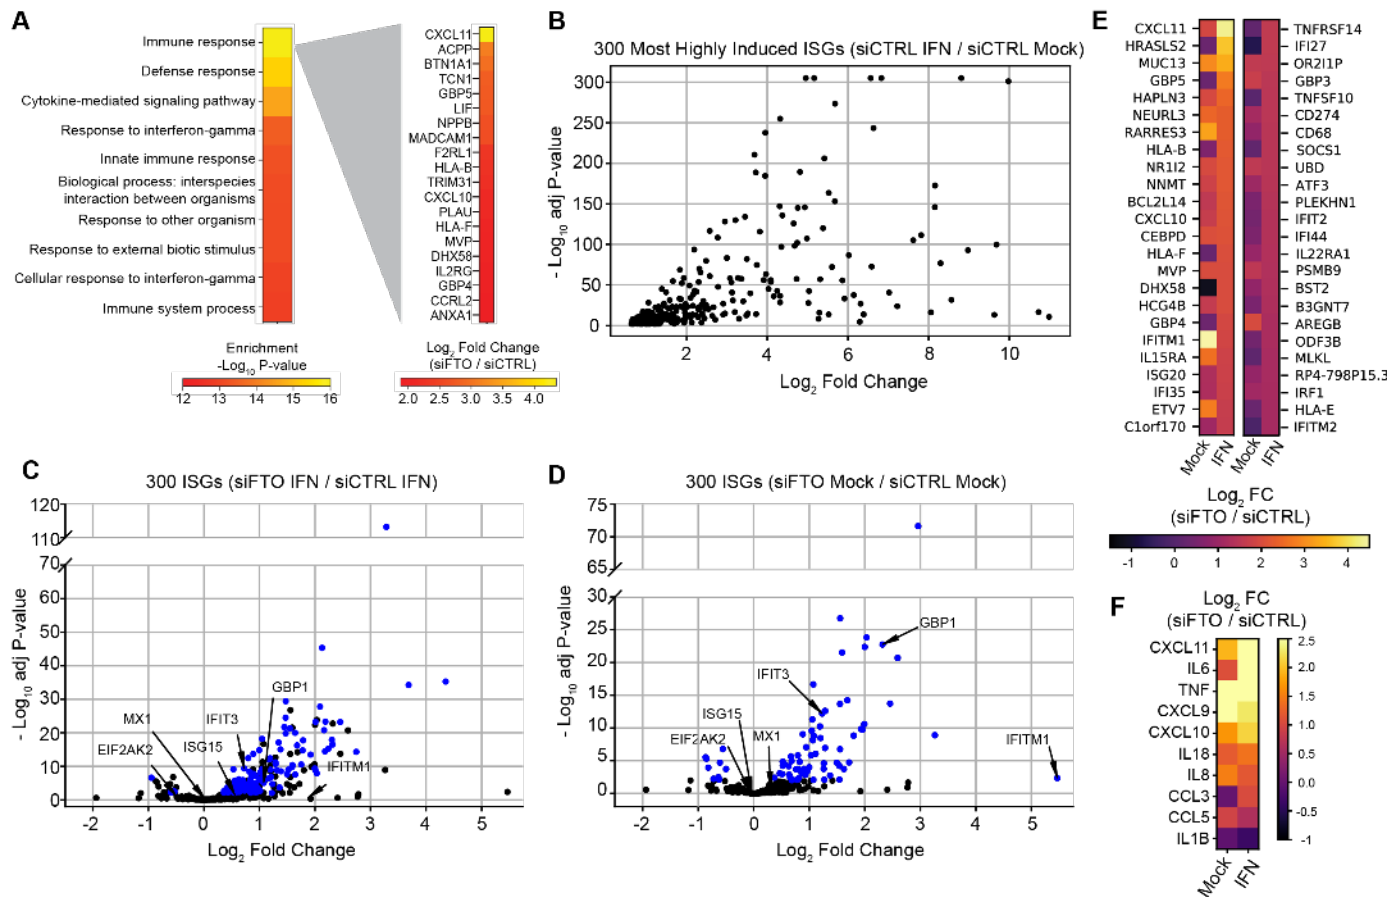 A
Immune response
Defense response
Cytokine-mediated signaling pathway
Response to interferon-gamma
Innate immune response
Biological process: interspecies
interaction between organisms
Response to other organism
Response to external biotic stimulus
Cellular response to interferon-gamma
Immune system process
Enrichment
-Log10 P-value
12 13 14 15 16
CXCL11
ACPP
BTN1A1
TCN1
GBP5
LIF
NPPB
MADCAM1
F2RL1
HLA-B
TRIM31
CXCL10
PLAU
HLA-F
MVP
DHX58
IL2RG
GBP4
CCRL2
ANXA1
Log2 Fold Change
(siFTO / siCTRL)
2.0 2.5 3.0 3.5 4.0
B
300 Most Highly Induced ISGs (siCTRL IFN / siCTRL Mock)
- Log10 adj P-value
300
250
200
150
100
50
0
2 4 6 8 10
Log2 Fold Change
C
300 ISGs (siFTO IFN / siCTRL IFN)
- Log10 adj P-value
120
110
70
60
50
40
30
20
10
0
GBP1
MX1
IFIT3
EIF2AK2
ISG15
IFITM1
-2 -1 0 1 2 3 4 5
Log2 Fold Change
D
300 ISGs (siFTO Mock / siCTRL Mock)
- Log10 adj P-value
75
70
65
30
25
20
15
10
5
0
GBP1
IFIT3
ISG15
EIF2AK2
MX1
IFITM1
-2 -1 0 1 2 3 4 5
Log2 Fold Change
E
CXCL11
HRASLS2
MUC13
GBP5
HAPLN3
NEURL3
RARRES3
HLA-B
NR1I2
NNMT
BCL2L14
CXCL10
CEBPD
HLA-F
MVP
DHX58
HCG4B
GBP4
IFITM1
IL15RA
ISG20
IFI35
ETV7
C1orf170
Mock IFN
TNFRSF14
IFI27
OR2I1P
GBP3
TNFSF10
CD274
CD68
SOCS1
UBD
ATF3
PLEKHN1
IFIT2
IFI44
IL22RA1
PSMB9
BST2
B3GNT7
AREGB
ODF3B
MLKL
RP4-798P15.3
IRF1
HLA-E
IFITM2
Mock IFN
Log2 FC
(siFTO / siCTRL)
-1 0 1 2 3 4
F
Log2 FC
(siFTO / siCTRL)
CXCL11
IL6
TNF
CXCL9
CXCL10
IL18
IL8
CCL3
CCL5
IL1B
Mock IFN
2.5
2.0
1.5
1.0
0.5
0
-0.5
-1